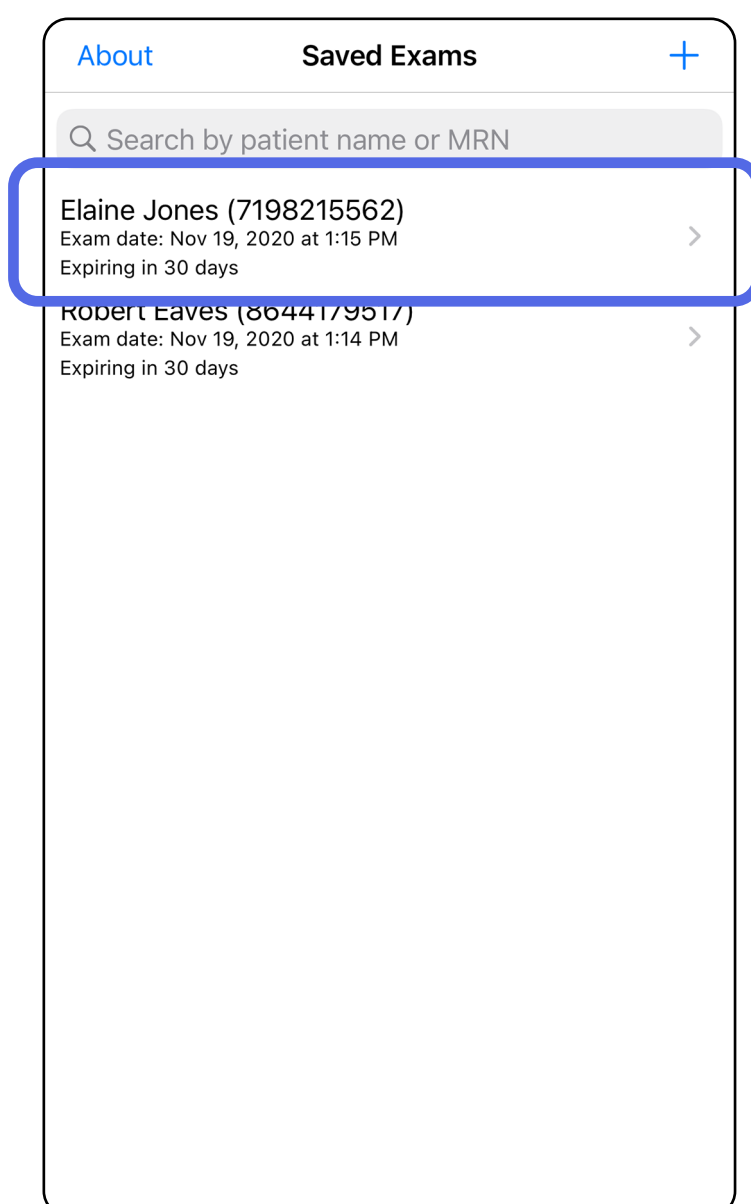 About Saved Exams +
Search by patient name or MRN
Elaine Jones (7198215562)
Exam date: Nov 19, 2020 at 1:15 PM
Expiring in 30 days
Robert Eaves (8644179517)
Exam date: Nov 19, 2020 at 1:14 PM
Expiring in 30 days